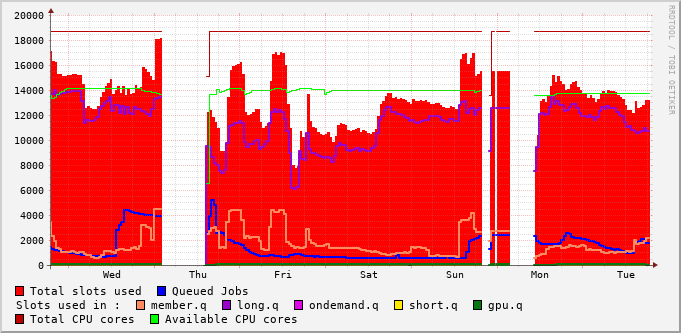 20000
18000
16000
14000
12000
10000
8000
6000
4000
2000
0
Wed Thu Fri Sat Sun Mon Tue
RRDTOOL / TOBI OETIKER
Total slots used Queued Jobs
Slots used in : member.q long.q ondemand.q short.q gpu.q
Total CPU cores Available CPU cores